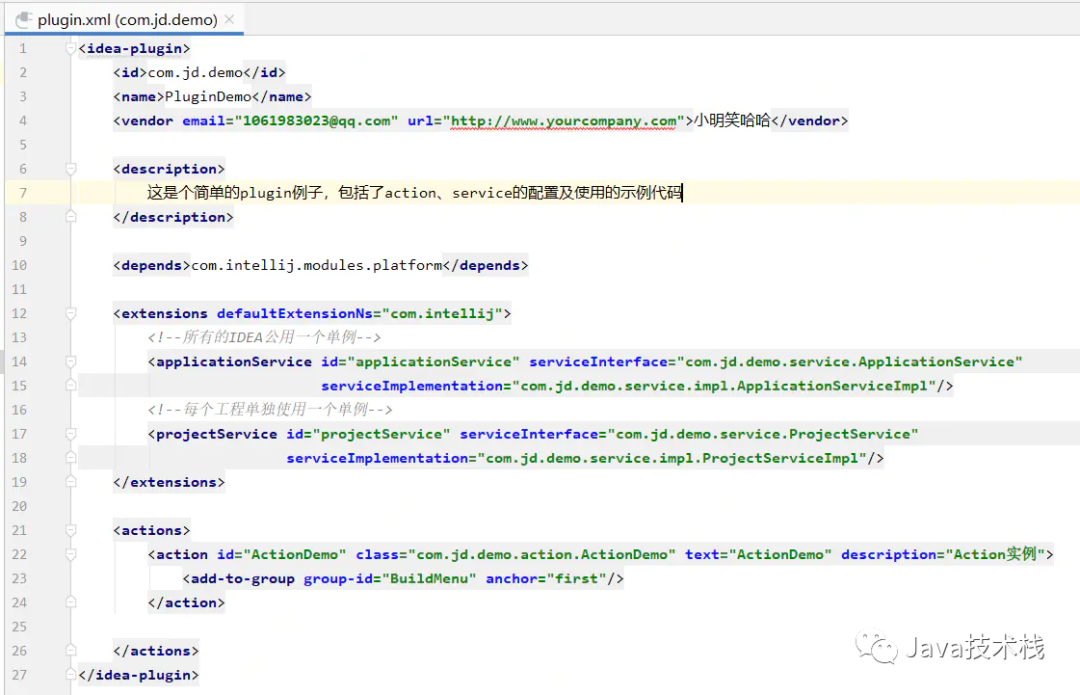 plugin.xml (com.jd.demo)
1 <idea-plugin>
2 <id>com.jd.demo</id>
3 <name>PluginDemo</name>
4 <vendor email="1061983023@qq.com" url="http://www.yourcompany.com">小明笑哈哈</vendor>
5
6 <description>
7 这是个简单的plugin例子，包括了action、service的配置及使用的示例代码
8 </description>
9
10 <depends>com.intellij.modules.platform</depends>
11
12 <extensions defaultExtensionNs="com.intellij">
13 <!--所有的IDEA公用一个单例-->
14 <applicationService id="applicationService" serviceInterface="com.jd.demo.service.ApplicationService"
15 serviceImplementation="com.jd.demo.service.impl.ApplicationServiceImpl"/>
16 <!--每个工程单独使用一个单例-->
17 <projectService id="projectService" serviceInterface="com.jd.demo.service.ProjectService"
18 serviceImplementation="com.jd.demo.service.impl.ProjectServiceImpl"/>
19 </extensions>
20
21 <actions>
22 <action id="ActionDemo" class="com.jd.demo.action.ActionDemo" text="ActionDemo" description="Action实例">
23 <add-to-group group-id="BuildMenu" anchor="first"/>
24 </action>
25
26 </actions>
27 </idea-plugin>
Java技术栈